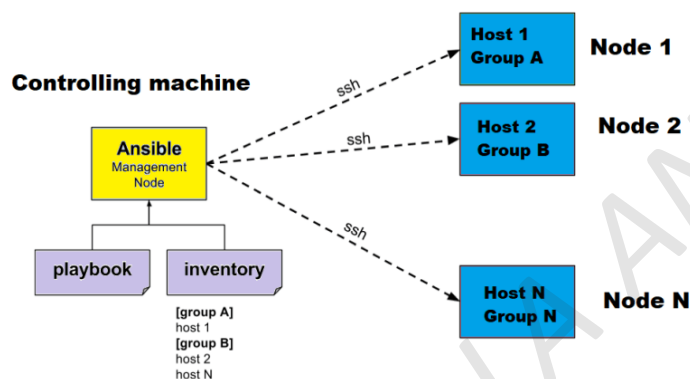 Controlling machine
Ansible
Management
Node
playbook
inventory
[group A]
host 1
[group B]
host 2
host N
ssh
ssh
ssh
Host 1
Group A
Node 1
Host 2
Group B
Node 2
Host N
Group N
Node N